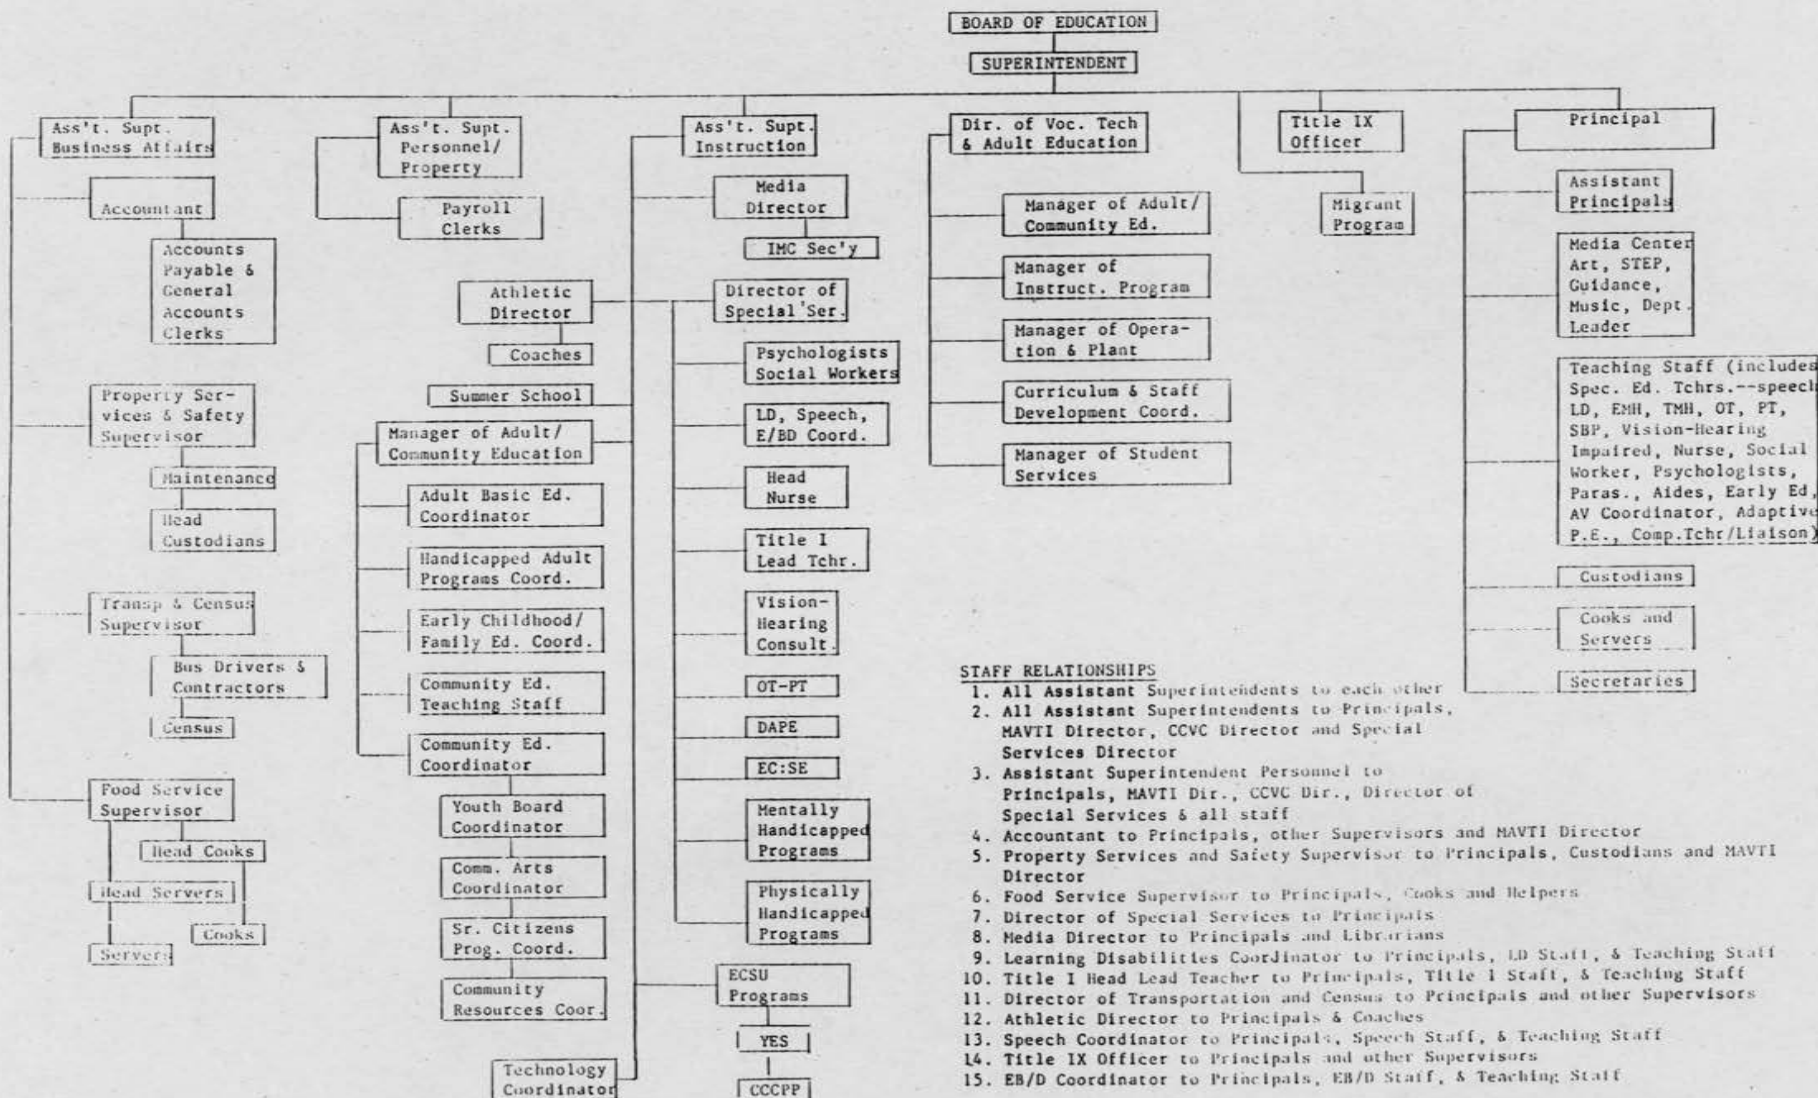 BOARD OF EDUCATION
SUPERINTENDENT
Ass't. Supt.
Business Affairs
Accountant
Accounts
Payable &
General
Accounts
Clerks
Property Ser-
vices & Safety
Supervisor
Maintenance
Head
Custodians
Transp & Census
Supervisor
Bus Drivers &
Contractors
Census
Food Service
Supervisor
Head Cooks
Head Servers
Cooks
Servers
Ass't. Supt.
Personnel/
Property
Payroll
Clerks
Ass't. Supt.
Instruction
Media
Director
IMC Sec'y
Athletic
Director
Coaches
Summer School
Manager of Adult/
Community Education
Adult Basic Ed.
Coordinator
Handicapped Adult
Programs Coord.
Early Childhood/
Family Ed. Coord.
Community Ed.
Teaching Staff
Community Ed.
Coordinator
Youth Board
Coordinator
Comm. Arts
Coordinator
Sr. Citizens
Prog. Coord.
Community
Resources Coor.
Technology
Coordinator
Director of
Special Ser.
Psychologists
Social Workers
LD, Speech,
E/BD Coord.
Head
Nurse
Title I
Lead Tchr.
Vision-
Hearing
Consult.
OT-PT
DAPE
EC:SE
Mentally
Handicapped
Programs
Physically
Handicapped
Programs
ECSU
Programs
YES
CCCPP
Dir. of Voc. Tech
& Adult Education
Manager of Adult/
Community Ed.
Manager of
Instruct. Program
Manager of Opera-
tion & Plant
Curriculum & Staff
Development Coord.
Manager of Student
Services
Title IX
Officer
Migrant
Program
Principal
Assistant
Principals
Media Center
Art, STEP,
Guidance,
Music, Dept.
Leader
Teaching Staff (includes
Spec. Ed. Tchrs.--speech
LD, EMH, TMH, OT, PT,
SBP, Vision-Hearing
Impaired, Nurse, Social
Worker, Psychologists,
Paras., Aides, Early Ed,
AV Coordinator, Adaptive
P.E., Comp.Tchr/Liaison)
Custodians
Cooks and
Servers
Secretaries
STAFF RELATIONSHIPS
1. All Assistant Superintendents to each other
2. All Assistant Superintendents to Principals,
MAVTI Director, CCVC Director and Special
Services Director
3. Assistant Superintendent Personnel to
Principals, MAVTI Dir., CCVC Dir., Director of
Special Services & all staff
4. Accountant to Principals, other Supervisors and MAVTI Director
5. Property Services and Safety Supervisor to Principals, Custodians and MAVTI
Director
6. Food Service Supervisor to Principals, Cooks and Helpers
7. Director of Special Services to Principals
8. Media Director to Principals and Librarians
9. Learning Disabilities Coordinator to Principals, LD Staff, & Teaching Staff
10. Title I Head Lead Teacher to Principals, Title I Staff, & Teaching Staff
11. Director of Transportation and Census to Principals and other Supervisors
12. Athletic Director to Principals & Coaches
13. Speech Coordinator to Principals, Speech Staff, & Teaching Staff
14. Title IX Officer to Principals and other Supervisors
15. EB/D Coordinator to Principals, EB/D Staff, & Teaching Staff